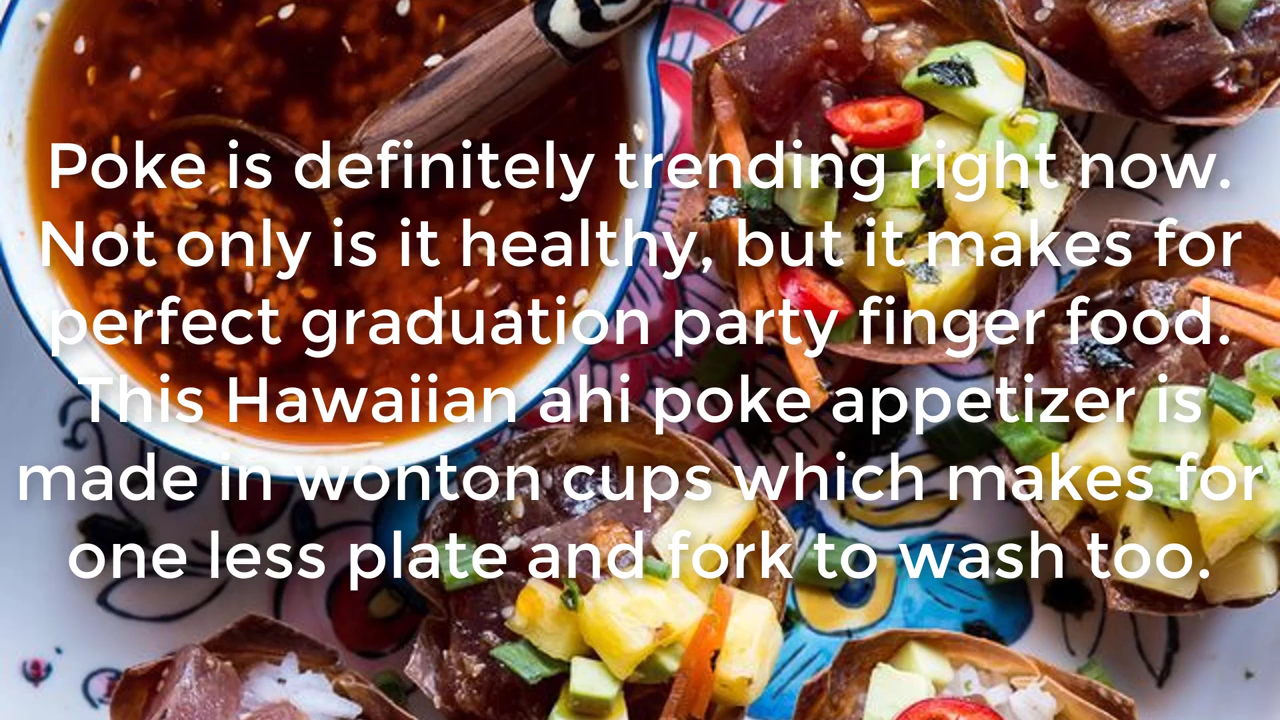 Poke is definitely trending right now.
Not only is it healthy, but it makes for
perfect graduation party finger food.
This Hawaiian ahi poke appetizer is
made in wonton cups which makes for
one less plate and fork to wash too.